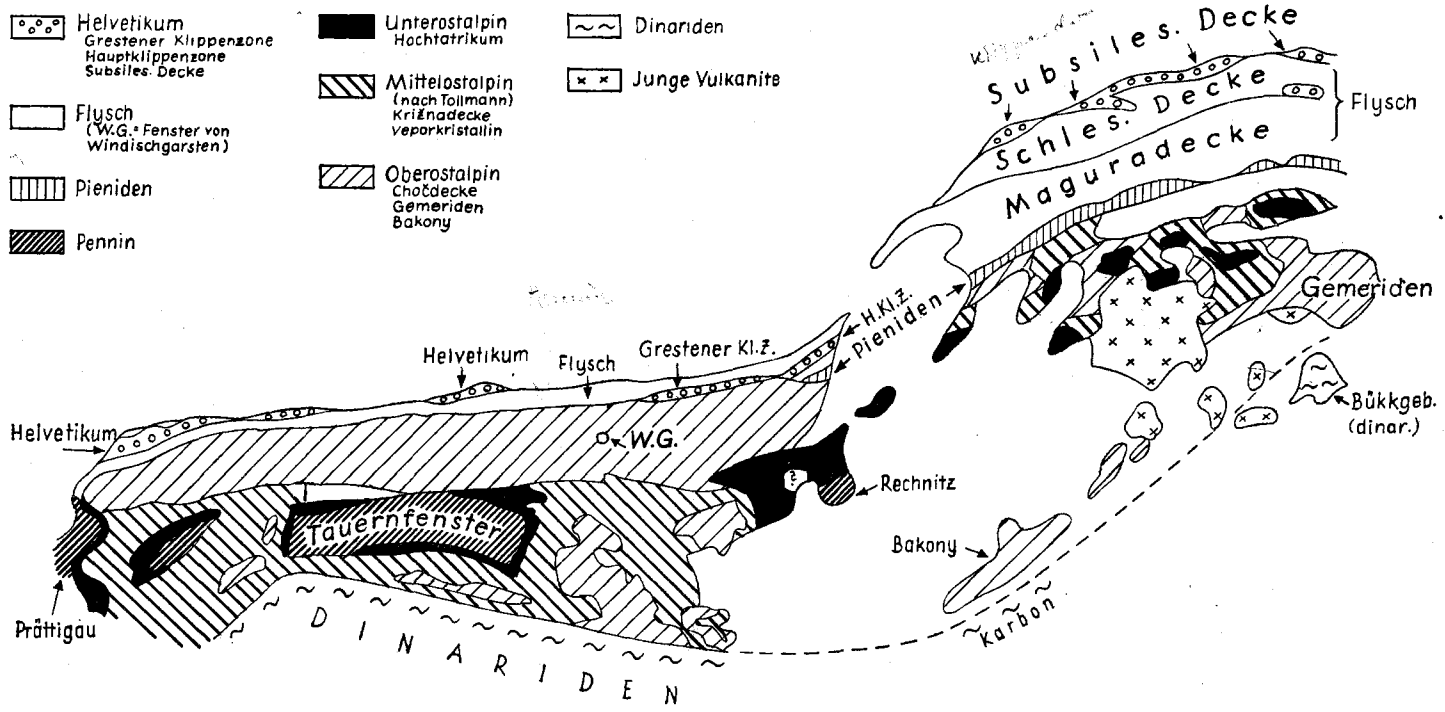 Helvetikum
Grestener Klippenzone
Hauptklippenzone
Subsiles. Decke
Flysch
(W.G.=Fenster von
Windischgarsten)
Pieniden
Pennin
Unterostalpin
Hochtatrikum
Mittelostalpin
(nach Tollmann)
Križnadecke
Veporkristallin
Oberostalpin
Chočdecke
Gemeriden
Bakony
Dinariden
Junge Vulkanite
Subsiles. Decke
Schles. Decke
Maguradecke
Flysch
Gemeriden
H.Kl.Z.
Pieniden
Helvetikum
Flysch
Grestener Kl.Z.
Helvetikum
W.G.
Bükkgeb.
(dinar.)
Rechnitz
Tauernfenster
?
Bakony
Prättigau
Karbon
DINARIDEN